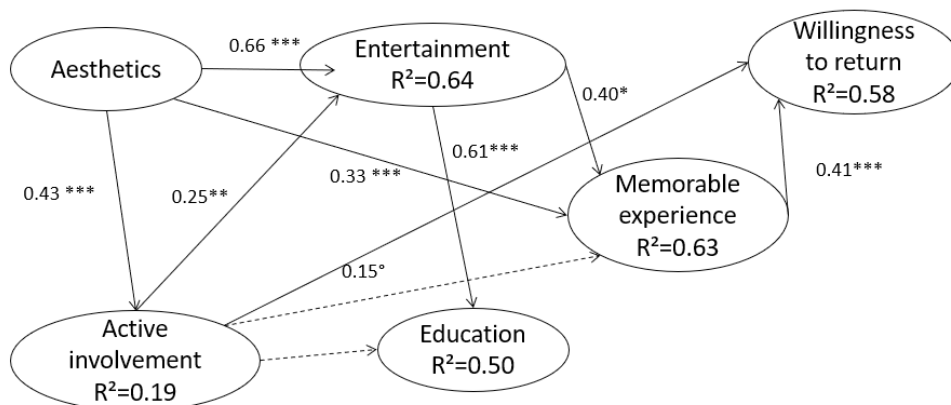 Aesthetics
0.66 ***
Entertainment
R²=0.64
Willingness
to return
R²=0.58
0.40*
0.61***
0.43 ***
0.25**
0.33 ***
0.41***
Memorable
experience
R²=0.63
0.15°
Active
involvement
R²=0.19
Education
R²=0.50